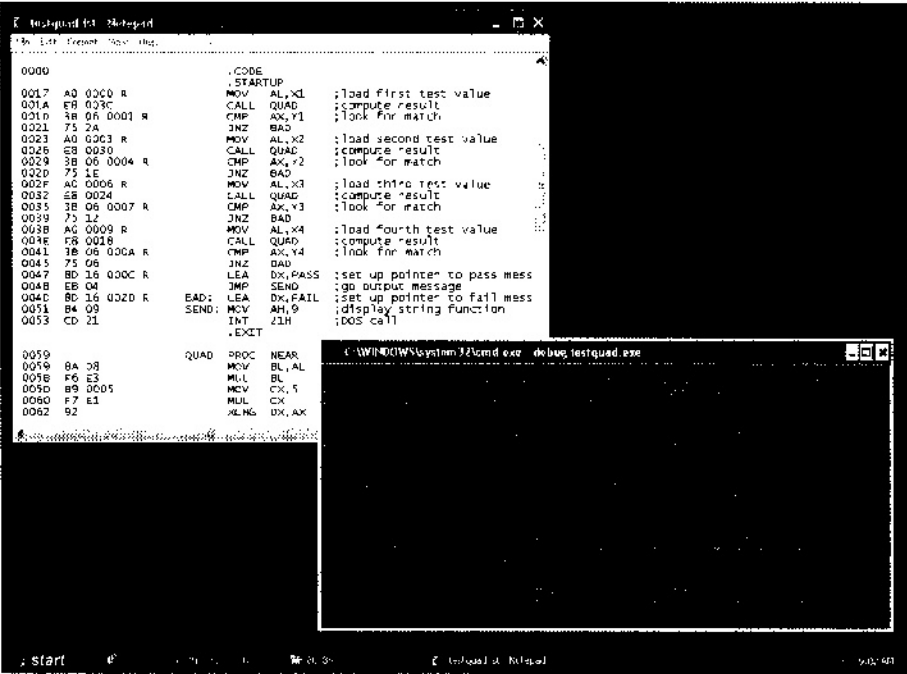 testquad.lst - Notepad
Edit Format View
0000 .CODE
.STARTUP
0017 A0 0000 R MOV AL,X1 ;load first test value
001A E8 003C CALL QUAD ;compute result
001D 3B 06 0001 R CMP AX,Y1 ;look for match
0021 75 2A JNZ BAD
0023 A0 0003 R MOV AL,X2 ;load second test value
0026 E8 0030 CALL QUAD ;compute result
0029 3B 06 0004 R CMP AX,Y2 ;look for match
002D 75 1E JNZ BAD
002F A0 0006 R MOV AL,X3 ;load third test value
0032 E8 0024 CALL QUAD ;compute result
0035 3B 06 0007 R CMP AX,Y3 ;look for match
0039 75 12 JNZ BAD
003B A0 0009 R MOV AL,X4 ;load fourth test value
003E E8 0018 CALL QUAD ;compute result
0041 3B 06 000A R CMP AX,Y4 ;look for match
0045 75 06 JNZ BAD
0047 8D 16 000C R LEA DX,PASS ;set up pointer to pass mess
004B EB 04 JMP SEND ;go output message
004D 8D 16 002D R BAD: LEA DX,FAIL ;set up pointer to fail mess
0051 B4 09 SEND: MOV AH,9 ;display string function
0053 CD 21 INT 21H ;DOS call
.EXIT
0059 QUAD PROC NEAR
0059 8A D8 MOV BL,AL
005B F6 E3 MUL BL
005D B9 0005 MOV CX,5
0060 F7 E1 MUL CX
0062 92 XCHG DX,AX
C:\WINDOWS\system32\cmd.exe - debug testquad.exe
start
testquad.lst - Notepad